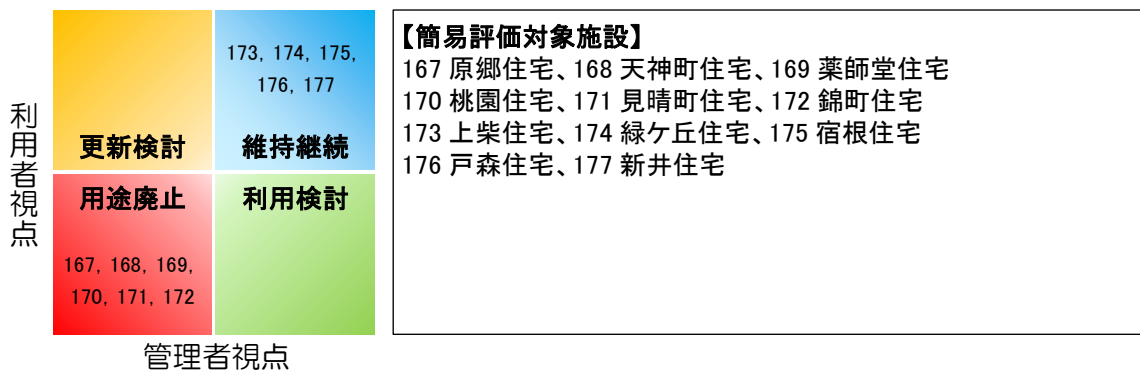 利用者視点
更新検討
173, 174, 175,
176, 177
維持継続
用途廃止
167, 168, 169,
170, 171, 172
利用検討
管理者視点
【簡易評価対象施設】
167 原郷住宅、168 天神町住宅、169 薬師堂住宅
170 桃園住宅、171 見晴町住宅、172 錦町住宅
173 上柴住宅、174 緑ケ丘住宅、175 宿根住宅
176 戸森住宅、177 新井住宅